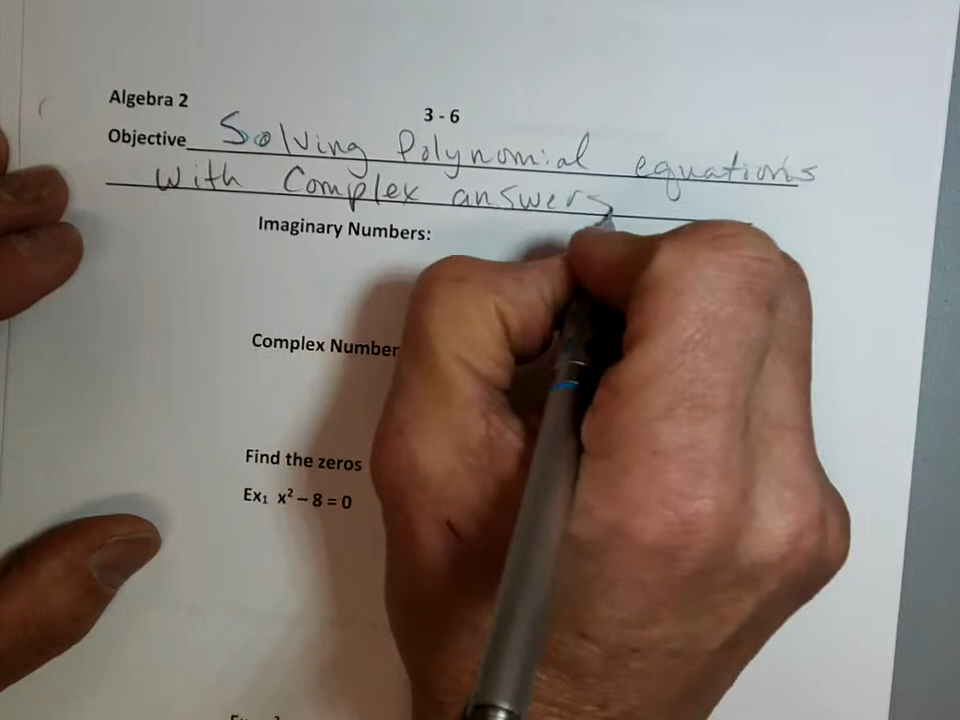 Algebra 2
3 - 6
Objective Solving Polynomial equations
with Complex answers
Imaginary Numbers:
Complex Number
Find the zeros
Ex₁ x² – 8 = 0